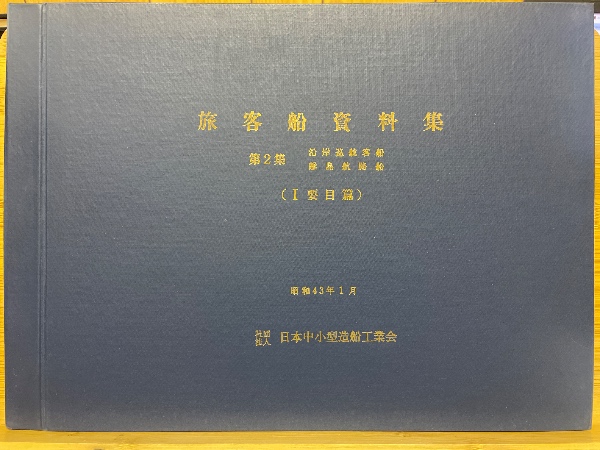 旅客船資料集
第2集 沿岸巡遊客船
離島航路船
(I 要目篇)
昭和43年1月
社団法人 日本中小型造船工業会